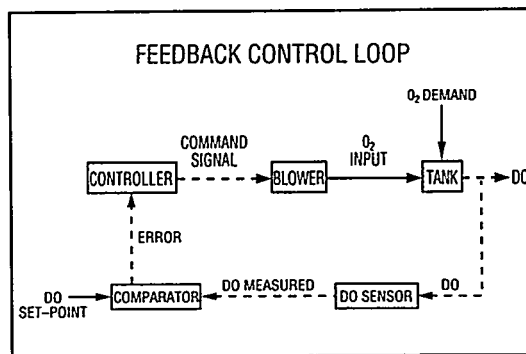 FEEDBACK CONTROL LOOP
O₂ DEMAND
COMMAND
SIGNAL
O₂
INPUT
CONTROLLER
BLOWER
TANK
DO
ERROR
DO
SET-POINT
COMPARATOR
DO MEASURED
DO SENSOR
DO